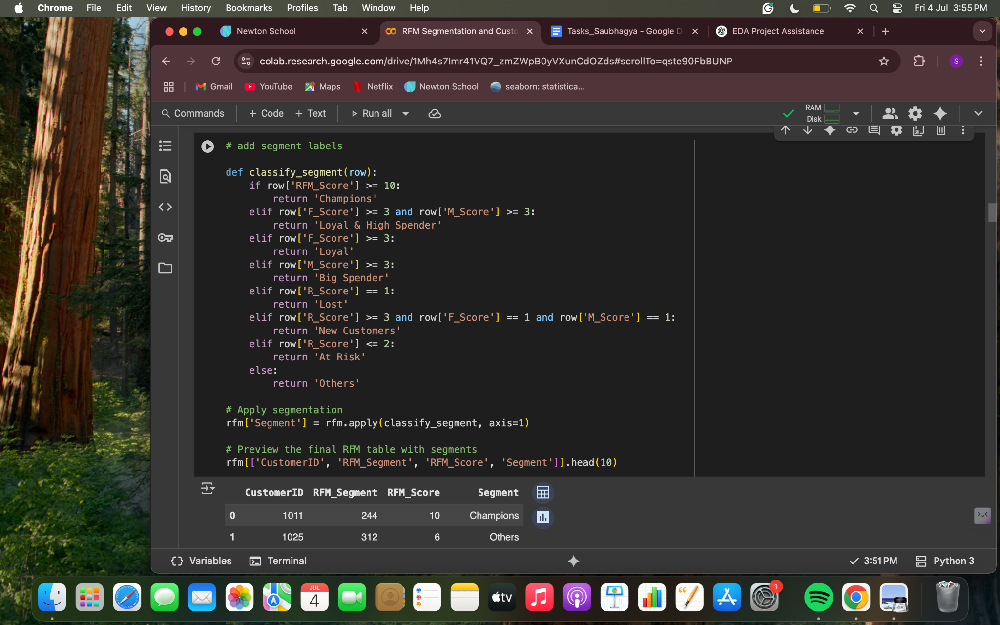 Chrome File Edit View History Bookmarks Profiles Tab Window Help Fri 4 Jul 3:55 PM
Newton School RFM Segmentation and Custo Tasks_Saubhagya - Google D EDA Project Assistance
colab.research.google.com/drive/1Mh4s7lmr41VQ7_zmZWpB0yVXunCdOZds#scrollTo=qste90FbBUNP S
Gmail YouTube Maps Netflix Newton School seaborn: statistica...
Commands + Code + Text Run all RAM
Disk
# add segment labels
def classify_segment(row):
if row['RFM_Score'] >= 10:
return 'Champions'
elif row['F_Score'] >= 3 and row['M_Score'] >= 3:
return 'Loyal & High Spender'
elif row['F_Score'] >= 3:
return 'Loyal'
elif row['M_Score'] >= 3:
return 'Big Spender'
elif row['R_Score'] == 1:
return 'Lost'
elif row['R_Score'] >= 3 and row['F_Score'] == 1 and row['M_Score'] == 1:
return 'New Customers'
elif row['R_Score'] <= 2:
return 'At Risk'
else:
return 'Others'
# Apply segmentation
rfm['Segment'] = rfm.apply(classify_segment, axis=1)
# Preview the final RFM table with segments
rfm[['CustomerID', 'RFM_Segment', 'RFM_Score', 'Segment']].head(10)
CustomerID RFM_Segment RFM_Score Segment
0 1011 244 10 Champions
1 1025 312 6 Others
{} Variables Terminal 3:51 PM Python 3
JUL
4
tv
1